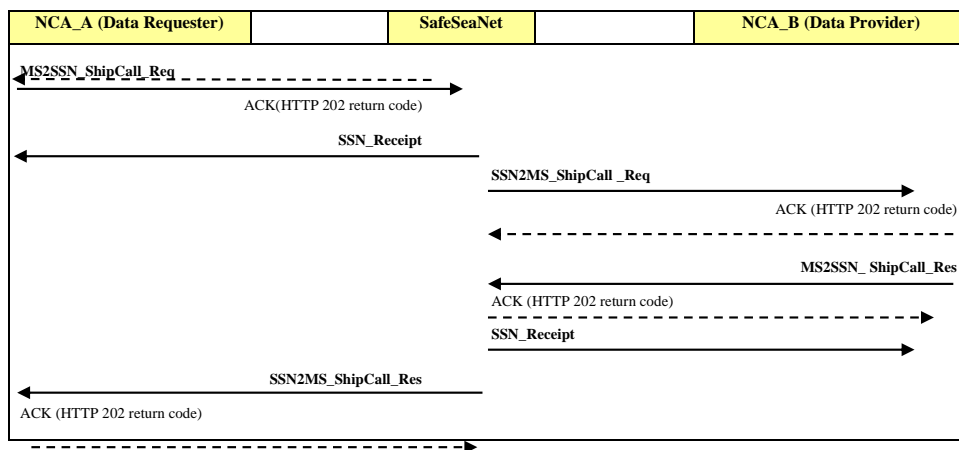 NCA_A (Data Requester)
SafeSeaNet
NCA_B (Data Provider)
MS2SSN_ShipCall_Req
ACK(HTTP 202 return code)
SSN_Receipt
SSN2MS_ShipCall _Req
ACK (HTTP 202 return code)
MS2SSN_ ShipCall_Res
ACK (HTTP 202 return code)
SSN_Receipt
SSN2MS_ShipCall_Res
ACK (HTTP 202 return code)